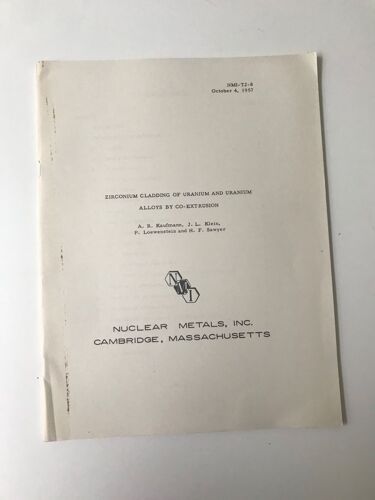 NMI-TJ-8
October 4, 1957
ZIRCONIUM CLADDING OF URANIUM AND URANIUM
ALLOYS BY CO-EXTRUSION
A. R. Kaufmann, J. L. Klein,
P. Loewenstein and H. F. Sawyer
NMI
NUCLEAR METALS, INC.
CAMBRIDGE, MASSACHUSETTS